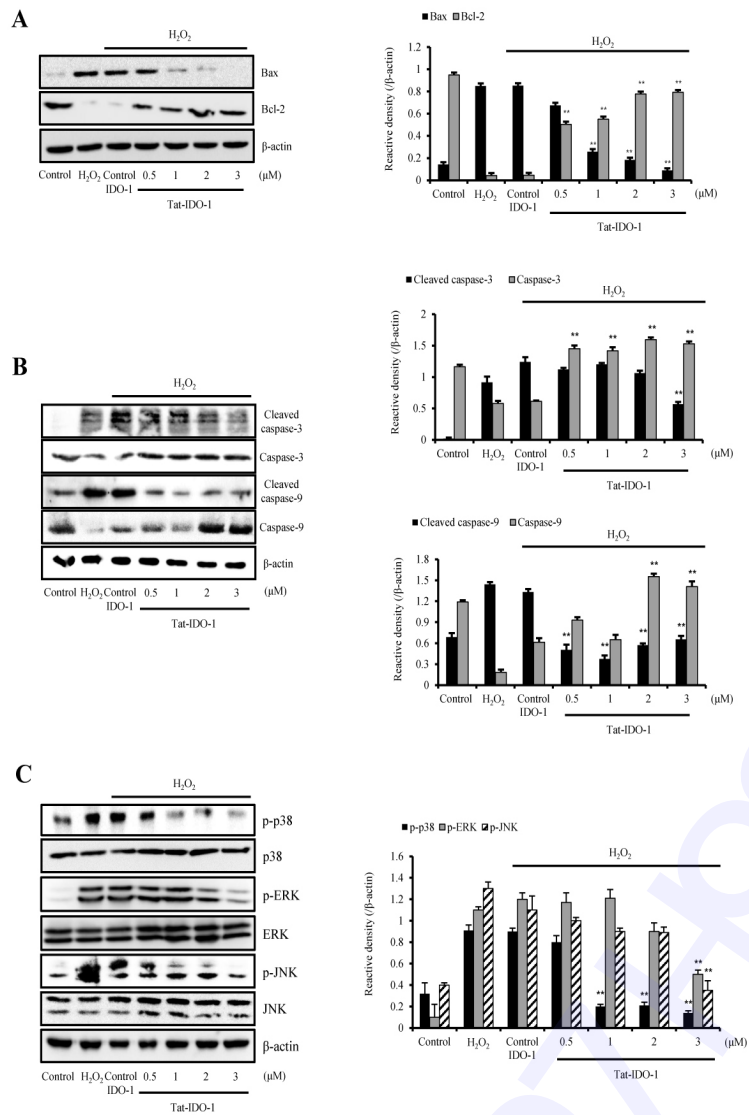 A
H₂O₂
Bax
Bcl-2
β-actin
Control H₂O₂ Control IDO-1 0.5 1 2 3 (μM)
Tat-IDO-1
Bax Bcl-2
H₂O₂
Reactive density (/β-actin)
1.2
1
0.8
0.6
0.4
0.2
0
** ** ** ** ** ** **
Control H₂O₂ Control IDO-1 0.5 1 2 3 (μM)
Tat-IDO-1
B
H₂O₂
Cleaved caspase-3
Caspase-3
Cleaved caspase-9
Caspase-9
β-actin
Control H₂O₂ Control IDO-1 0.5 1 2 3 (μM)
Tat-IDO-1
Cleaved caspase-3 Caspase-3
H₂O₂
Reactive density (/β-actin)
2
1.5
1
0.5
0
** ** ** ** **
Control H₂O₂ Control IDO-1 0.5 1 2 3 (μM)
Tat-IDO-1
Cleaved caspase-9 Caspase-9
H₂O₂
Reactive density (/β-actin)
1.8
1.5
1.2
0.9
0.6
0.3
0
** ** ** ** ** **
Control H₂O₂ Control IDO-1 0.5 1 2 3 (μM)
Tat-IDO-1
C
H₂O₂
p-p38
p38
p-ERK
ERK
p-JNK
JNK
β-actin
Control H₂O₂ Control IDO-1 0.5 1 2 3 (μM)
Tat-IDO-1
p-p38 p-ERK p-JNK
H₂O₂
Reactive density (/β-actin)
1.6
1.4
1.2
1
0.8
0.6
0.4
0.2
0
** ** ** ** **
Control H₂O₂ Control IDO-1 0.5 1 2 3 (μM)
Tat-IDO-1